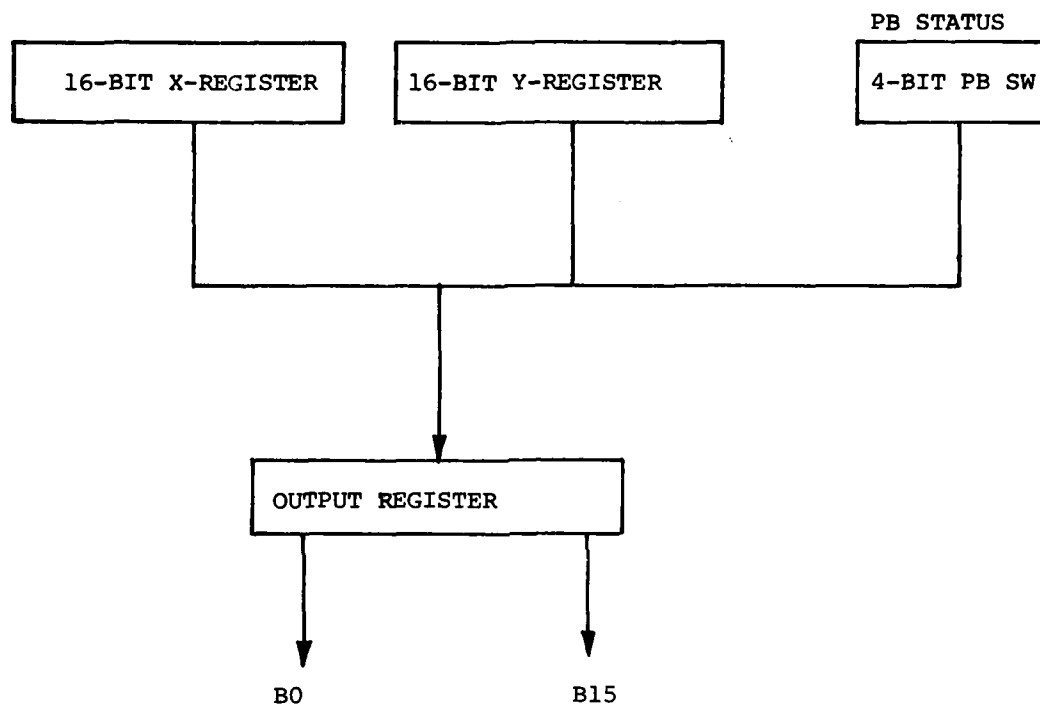 PB STATUS
16-BIT X-REGISTER
16-BIT Y-REGISTER
4-BIT PB SW
OUTPUT REGISTER
B0
B15